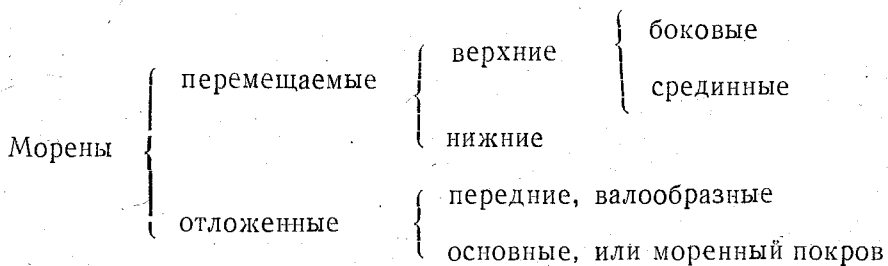 боковые
верхние
перемещаемые
срединные
Морены
нижние
передние, валообразные
отложенные
основные, или моренный покров